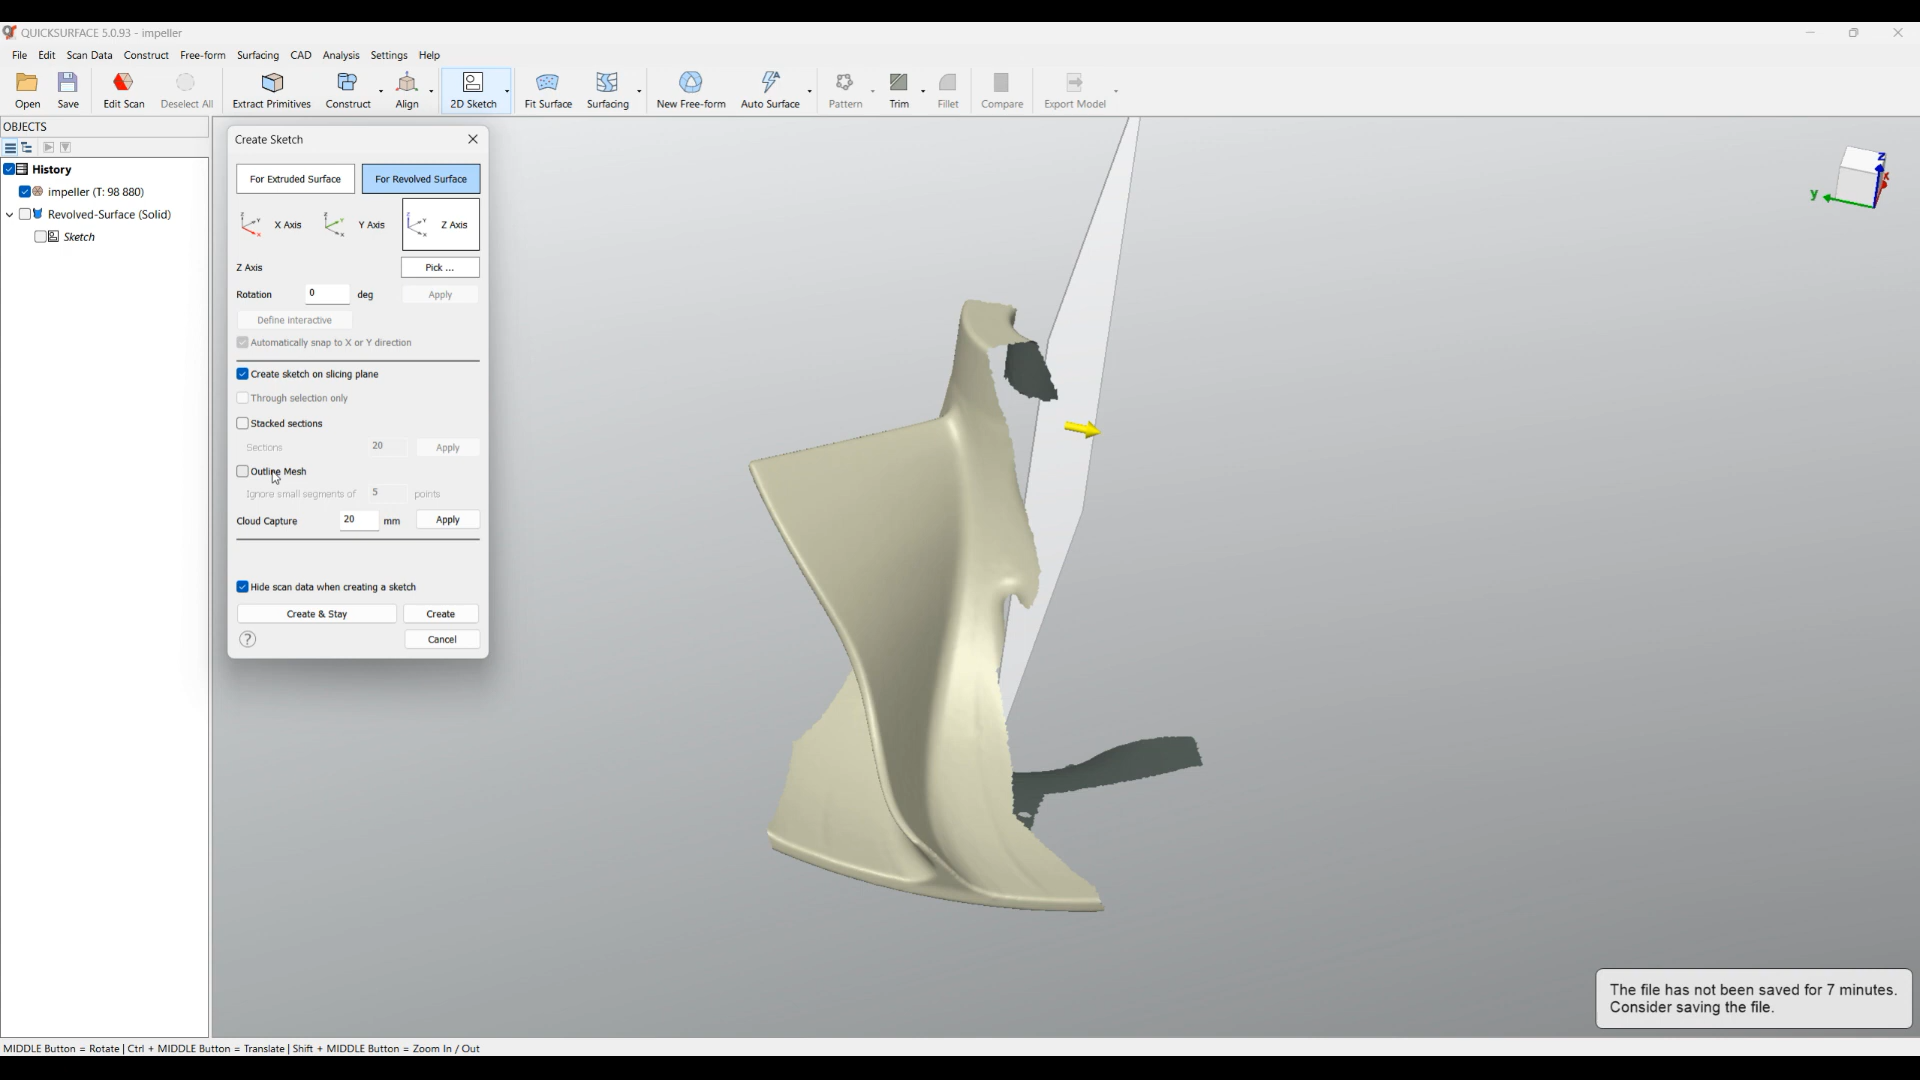 QUICKSURFACE 5.0.93 - impeller
File Edit Scan Data Construct Free-form Surfacing CAD Analysis Settings Help
Open Save Edit Scan Deselect All Extract Primitives Construct Align 2D Sketch Fit Surface Surfacing New Free-form Auto Surface Pattern Trim Fillet Compare Export Model
OBJECTS
History
impeller (T: 98 880)
Revolved-Surface (Solid)
Sketch
Create Sketch
For Extruded Surface For Revolved Surface
X Axis Y Axis Z Axis
Z Axis Pick ...
Rotation 0 deg Apply
Define interactive
Automatically snap to X or Y direction
Create sketch on slicing plane
Through selection only
Stacked sections
Sections 20 Apply
Outline Mesh
Ignore small segments of 5 points
Cloud Capture 20 mm Apply
Hide scan data when creating a sketch
Create & Stay Create
? Cancel
z
x
y
The file has not been saved for 7 minutes.
Consider saving the file.
MIDDLE Button = Rotate | Ctrl + MIDDLE Button = Translate | Shift + MIDDLE Button = Zoom In / Out